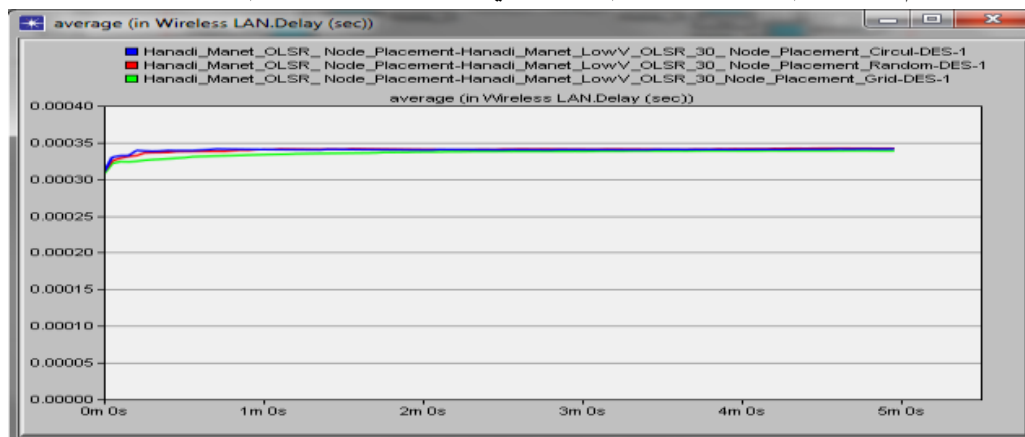 average (in Wireless LAN.Delay (sec))
Hanadi_Manet_OLSR_ Node_Placement-Hanadi_Manet_LowV_OLSR_30_ Node_Placement_Circul-DES-1
Hanadi_Manet_OLSR_ Node_Placement-Hanadi_Manet_LowV_OLSR_30_ Node_Placement_Random-DES-1
Hanadi_Manet_OLSR_ Node_Placement-Hanadi_Manet_LowV_OLSR_30_Node_Placement_Grid-DES-1
average (in Wireless LAN.Delay (sec))
0.00040
0.00035
0.00030
0.00025
0.00020
0.00015
0.00010
0.00005
0.00000
0m 0s 1m 0s 2m 0s 3m 0s 4m 0s 5m 0s